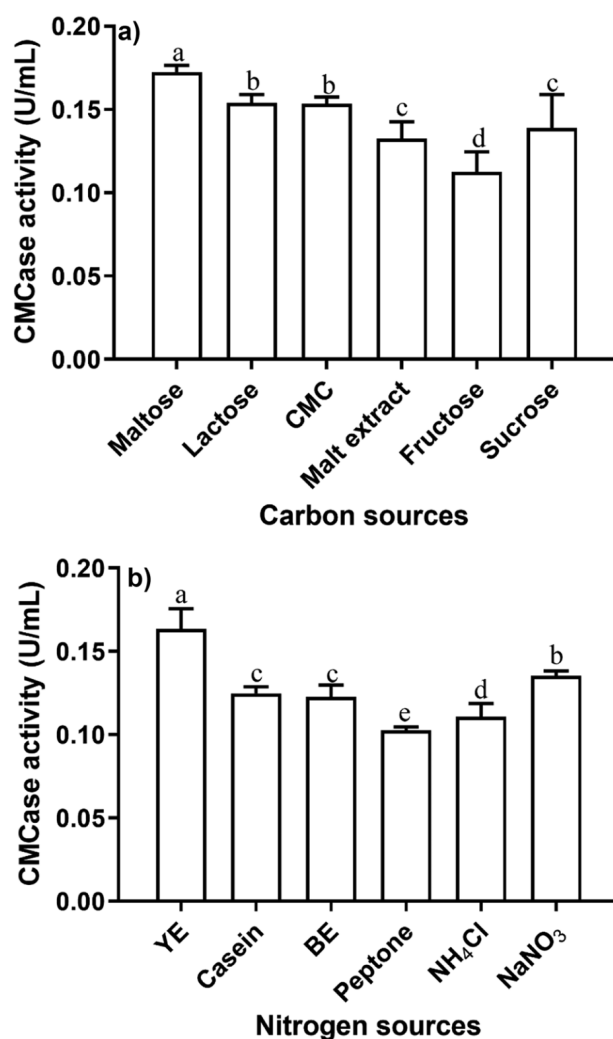 a)
CMCase activity (U/mL)
0.20
0.15
0.10
0.05
0.00
a
b
b
c
d
c
Maltose
Lactose
CMC
Malt extract
Fructose
Sucrose
Carbon sources
b)
CMCase activity (U/mL)
0.20
0.15
0.10
0.05
0.00
a
c
c
e
d
b
YE
Casein
BE
Peptone
NH₄Cl
NaNO₃
Nitrogen sources